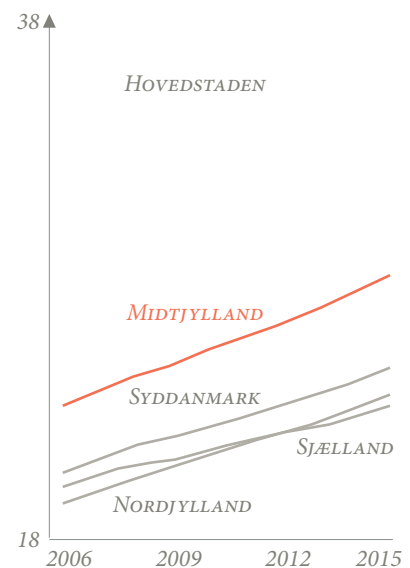 38
HOVEDSTADEN
MIDTJYLLAND
SYDDANMARK
SJÆLLAND
NORDJYLLAND
18
2006 2009 2012 2015